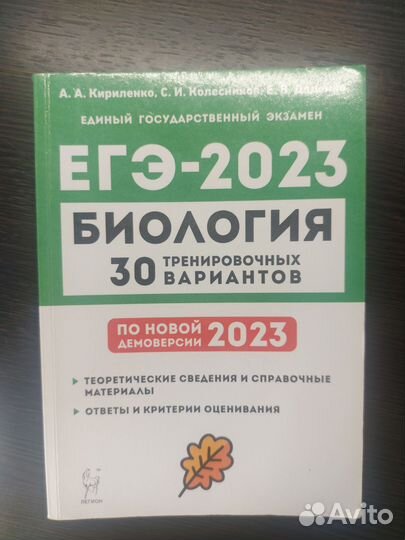 А. А. Кириленко, С. И. Колесников, Е. В. Даденко
ЕДИНЫЙ ГОСУДАРСТВЕННЫЙ ЭКЗАМЕН
ЕГЭ-2023
БИОЛОГИЯ
30 ТРЕНИРОВОЧНЫХ
ВАРИАНТОВ
ПО НОВОЙ
ДЕМОВЕРСИИ 2023
ТЕОРЕТИЧЕСКИЕ СВЕДЕНИЯ И СПРАВОЧНЫЕ
МАТЕРИАЛЫ
ОТВЕТЫ И КРИТЕРИИ ОЦЕНИВАНИЯ
ЛЕГИОН
Avito